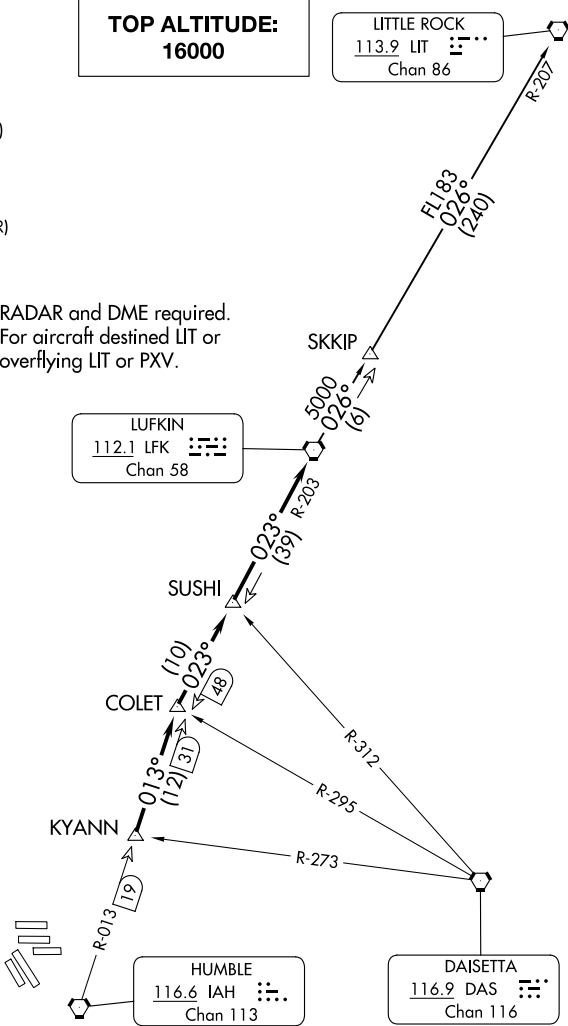 TOP ALTITUDE:
16000
LITTLE ROCK
113.9 LIT
Chan 86
R-207
)
FL183
026°
(240)
R)
RADAR and DME required.
For aircraft destined LIT or
overflying LIT or PXV.
SKKIP
5000
026°
(6)
LUFKIN
112.1 LFK
Chan 58
R-203
023°
(39)
SUSHI
(10)
023°
48
COLET
31
013°
(12)
R-312
R-295
KYANN
R-273
19
R-013
HUMBLE
116.6 IAH
Chan 113
DAISETTA
116.9 DAS
Chan 116